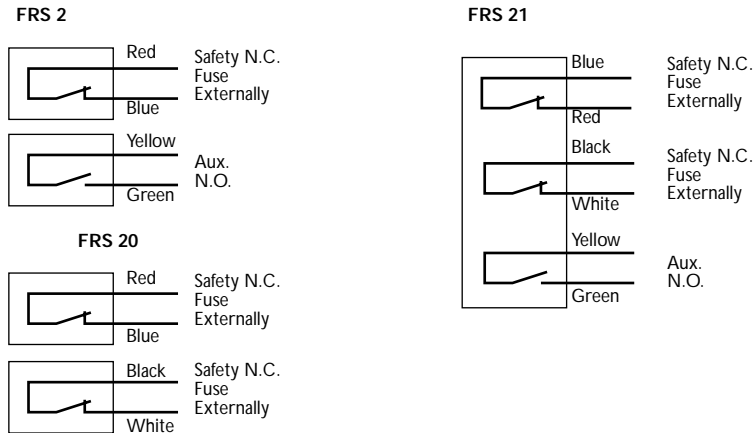 FRS 2
Red
Safety N.C.
Fuse
Externally
Blue
Yellow
Aux.
N.O.
Green
FRS 20
Red
Safety N.C.
Fuse
Externally
Blue
Black
Safety N.C.
Fuse
Externally
White
FRS 21
Blue
Safety N.C.
Fuse
Externally
Red
Black
Safety N.C.
Fuse
Externally
White
Yellow
Aux.
N.O.
Green